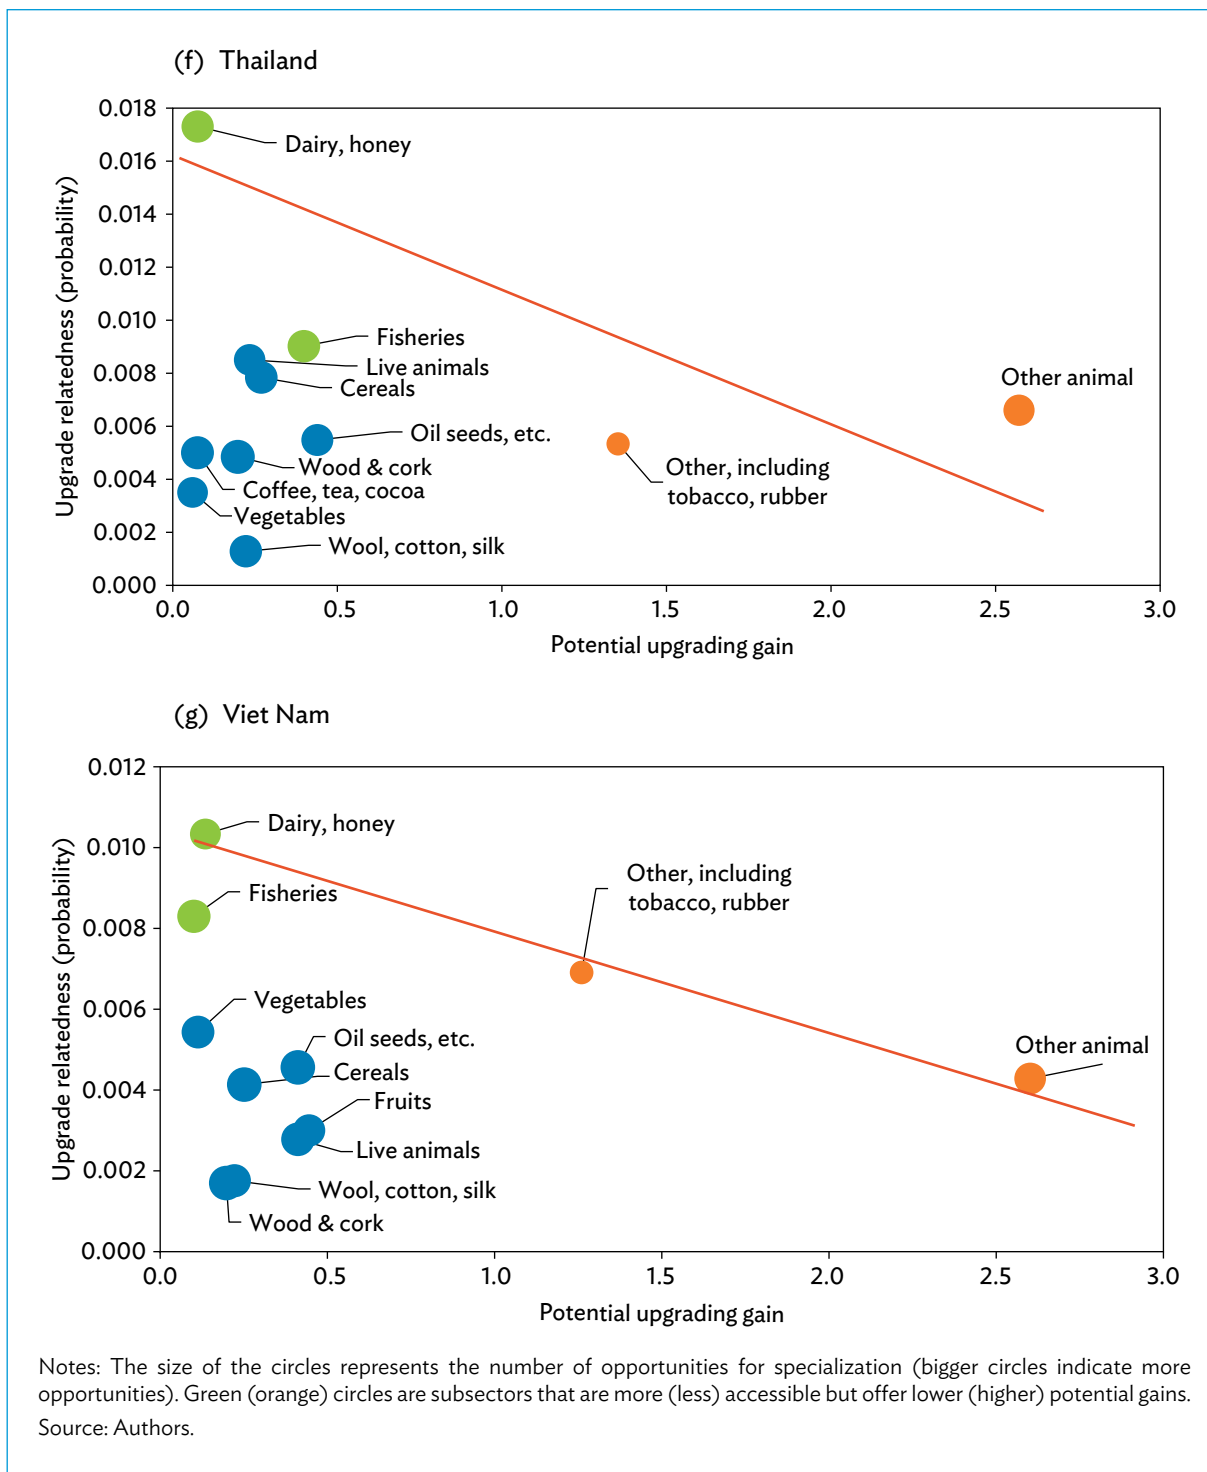 (f) Thailand
Upgrade relatedness (probability)
0.018
0.016
0.014
0.012
0.010
0.008
0.006
0.004
0.002
0.000
Dairy, honey
Fisheries
Live animals
Cereals
Other animal
Oil seeds, etc.
Wood & cork
Other, including
tobacco, rubber
Coffee, tea, cocoa
Vegetables
Wool, cotton, silk
0.0 0.5 1.0 1.5 2.0 2.5 3.0
Potential upgrading gain
(g) Viet Nam
Upgrade relatedness (probability)
0.012
0.010
0.008
0.006
0.004
0.002
0.000
Dairy, honey
Other, including
tobacco, rubber
Fisheries
Vegetables
Oil seeds, etc.
Other animal
Cereals
Fruits
Live animals
Wool, cotton, silk
Wood & cork
0.0 0.5 1.0 1.5 2.0 2.5 3.0
Potential upgrading gain
Notes: The size of the circles represents the number of opportunities for specialization (bigger circles indicate more
opportunities). Green (orange) circles are subsectors that are more (less) accessible but offer lower (higher) potential gains.
Source: Authors.